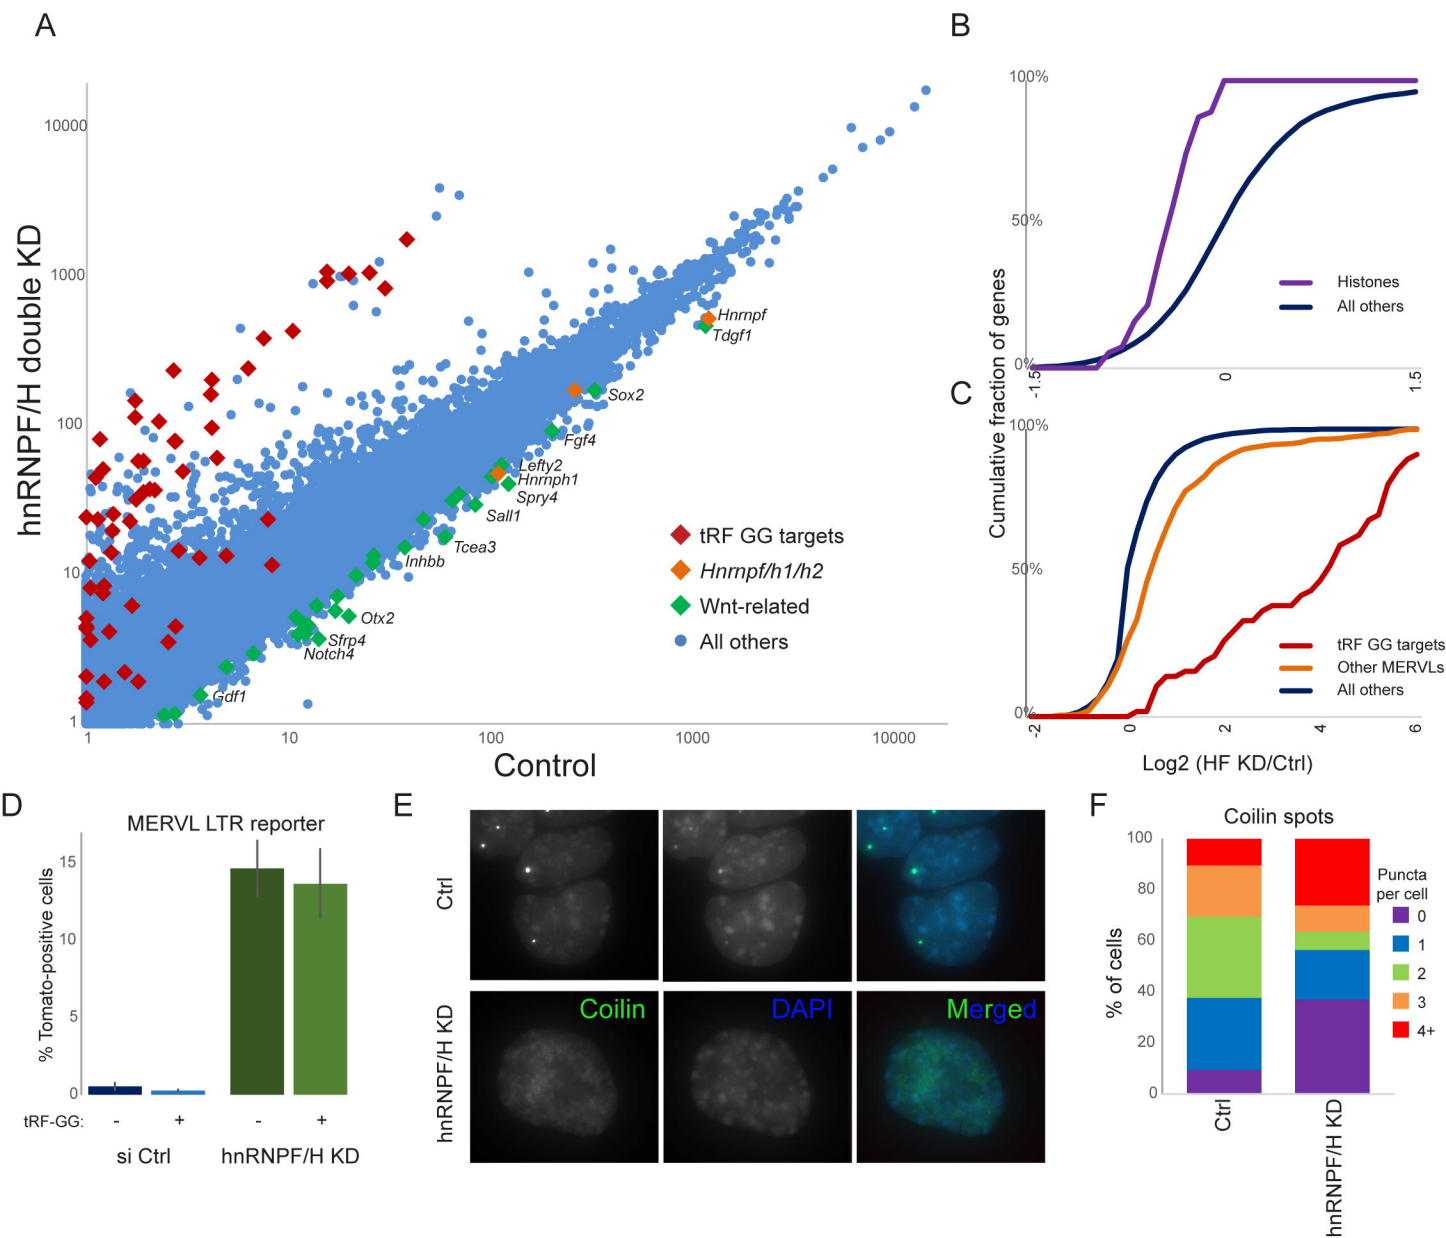 A
hnRNPF/H double KD
10000
1000
100
10
1
1
10
100
1000
10000
Control
Hnrnpf
Tdgf1
Sox2
Fgf4
Lefty2
Hnrnph1
Spry4
Sall1
Tcea3
Inhbb
Otx2
Sfrp4
Notch4
Gdf1
tRF GG targets
Hnrnpf/h1/h2
Wnt-related
All others
B
Cumulative fraction of genes
100%
50%
0%
-1.5
0
1.5
Histones
All others
C
100%
50%
0%
-2
0
2
4
6
tRF GG targets
Other MERVLs
All others
Log2 (HF KD/Ctrl)
D
MERVL LTR reporter
% Tomato-positive cells
15
10
5
0
tRF-GG:
-
+
-
+
si Ctrl
hnRNPF/H KD
E
Ctrl
hnRNPF/H KD
Coilin
DAPI
Merged
F
Coilin spots
% of cells
100
80
60
40
20
0
Ctrl
hnRNPF/H KD
Puncta
per cell
0
1
2
3
4+